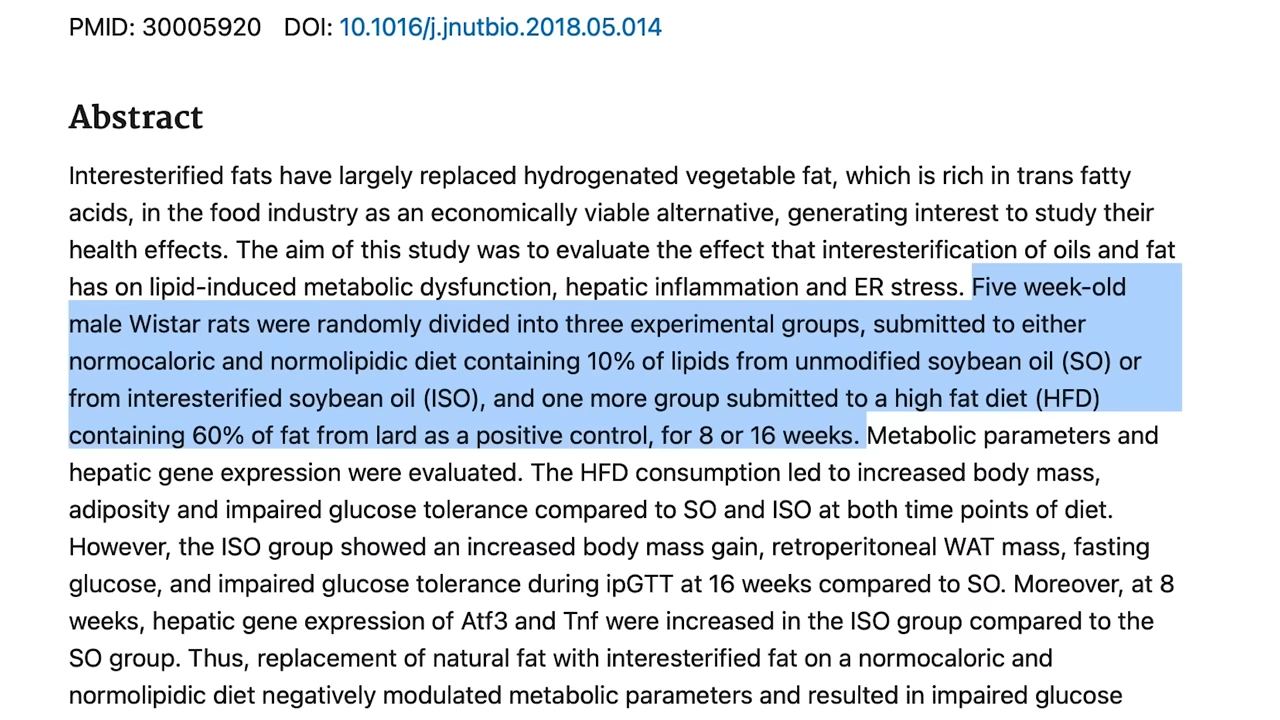 PMID: 30005920 DOI: 10.1016/j.jnutbio.2018.05.014
Abstract
Interesterified fats have largely replaced hydrogenated vegetable fat, which is rich in trans fatty
acids, in the food industry as an economically viable alternative, generating interest to study their
health effects. The aim of this study was to evaluate the effect that interesterification of oils and fat
has on lipid-induced metabolic dysfunction, hepatic inflammation and ER stress. Five week-old
male Wistar rats were randomly divided into three experimental groups, submitted to either
normocaloric and normolipidic diet containing 10% of lipids from unmodified soybean oil (SO) or
from interesterified soybean oil (ISO), and one more group submitted to a high fat diet (HFD)
containing 60% of fat from lard as a positive control, for 8 or 16 weeks. Metabolic parameters and
hepatic gene expression were evaluated. The HFD consumption led to increased body mass,
adiposity and impaired glucose tolerance compared to SO and ISO at both time points of diet.
However, the ISO group showed an increased body mass gain, retroperitoneal WAT mass, fasting
glucose, and impaired glucose tolerance during ipGTT at 16 weeks compared to SO. Moreover, at 8
weeks, hepatic gene expression of Atf3 and Tnf were increased in the ISO group compared to the
SO group. Thus, replacement of natural fat with interesterified fat on a normocaloric and
normolipidic diet negatively modulated metabolic parameters and resulted in impaired glucose